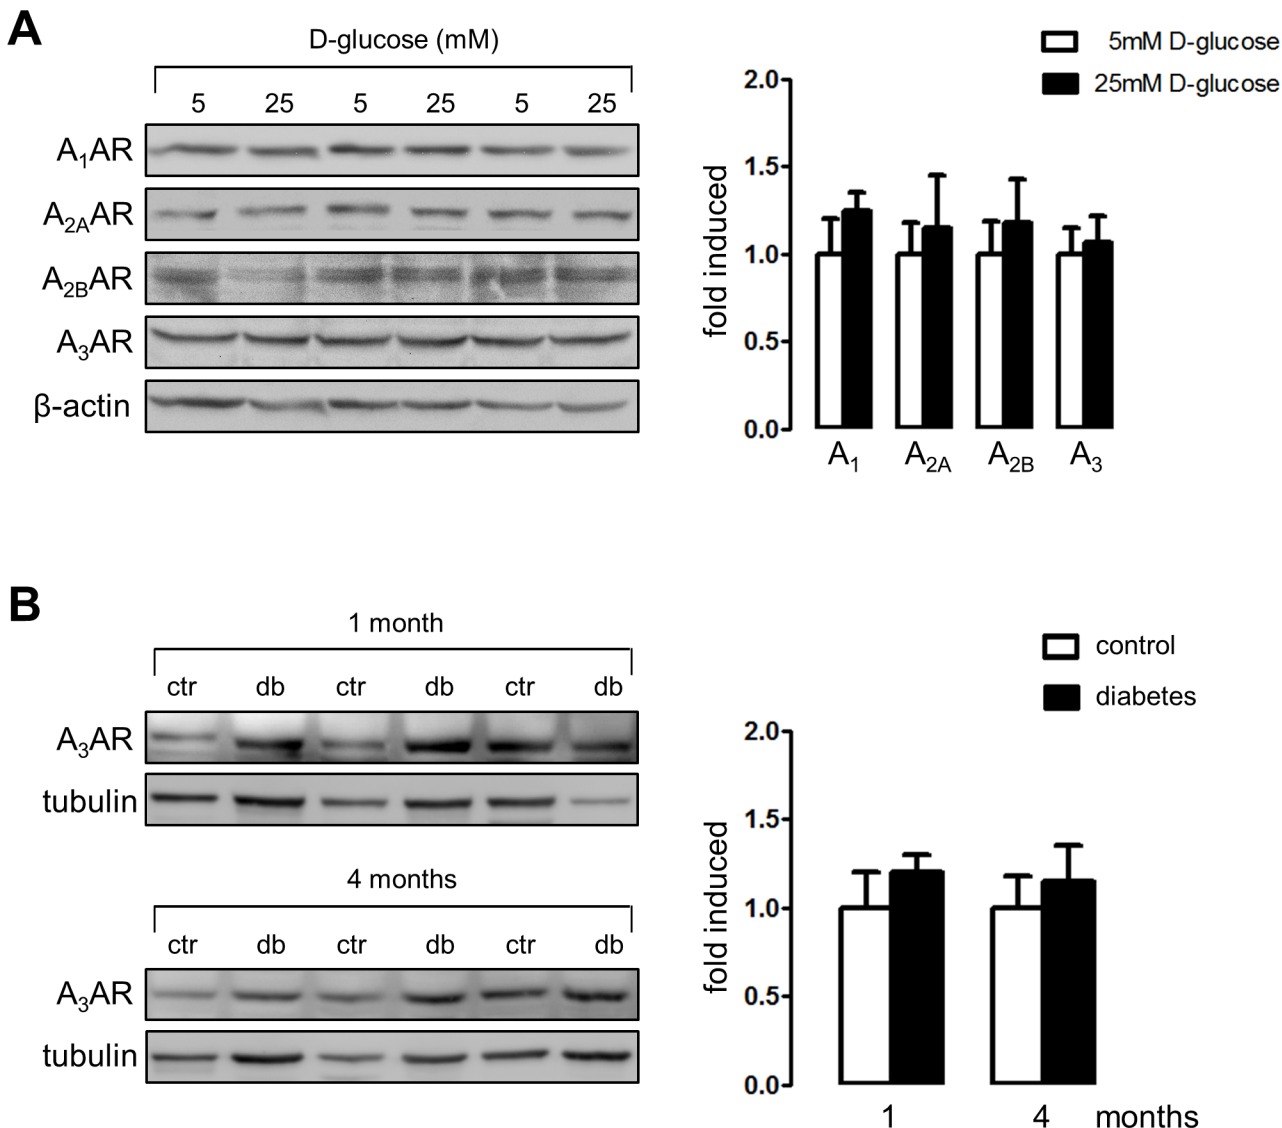 A
D-glucose (mM)
5 25 5 25 5 25
A₁AR
A₂AAR
A₂BAR
A₃AR
β-actin
5mM D-glucose
25mM D-glucose
fold induced
2.0
1.5
1.0
0.5
0.0
A₁ A₂A A₂B A₃
B
1 month
ctr db ctr db ctr db
A₃AR
tubulin
4 months
ctr db ctr db ctr db
A₃AR
tubulin
control
diabetes
fold induced
2.0
1.5
1.0
0.5
0.0
1 4 months